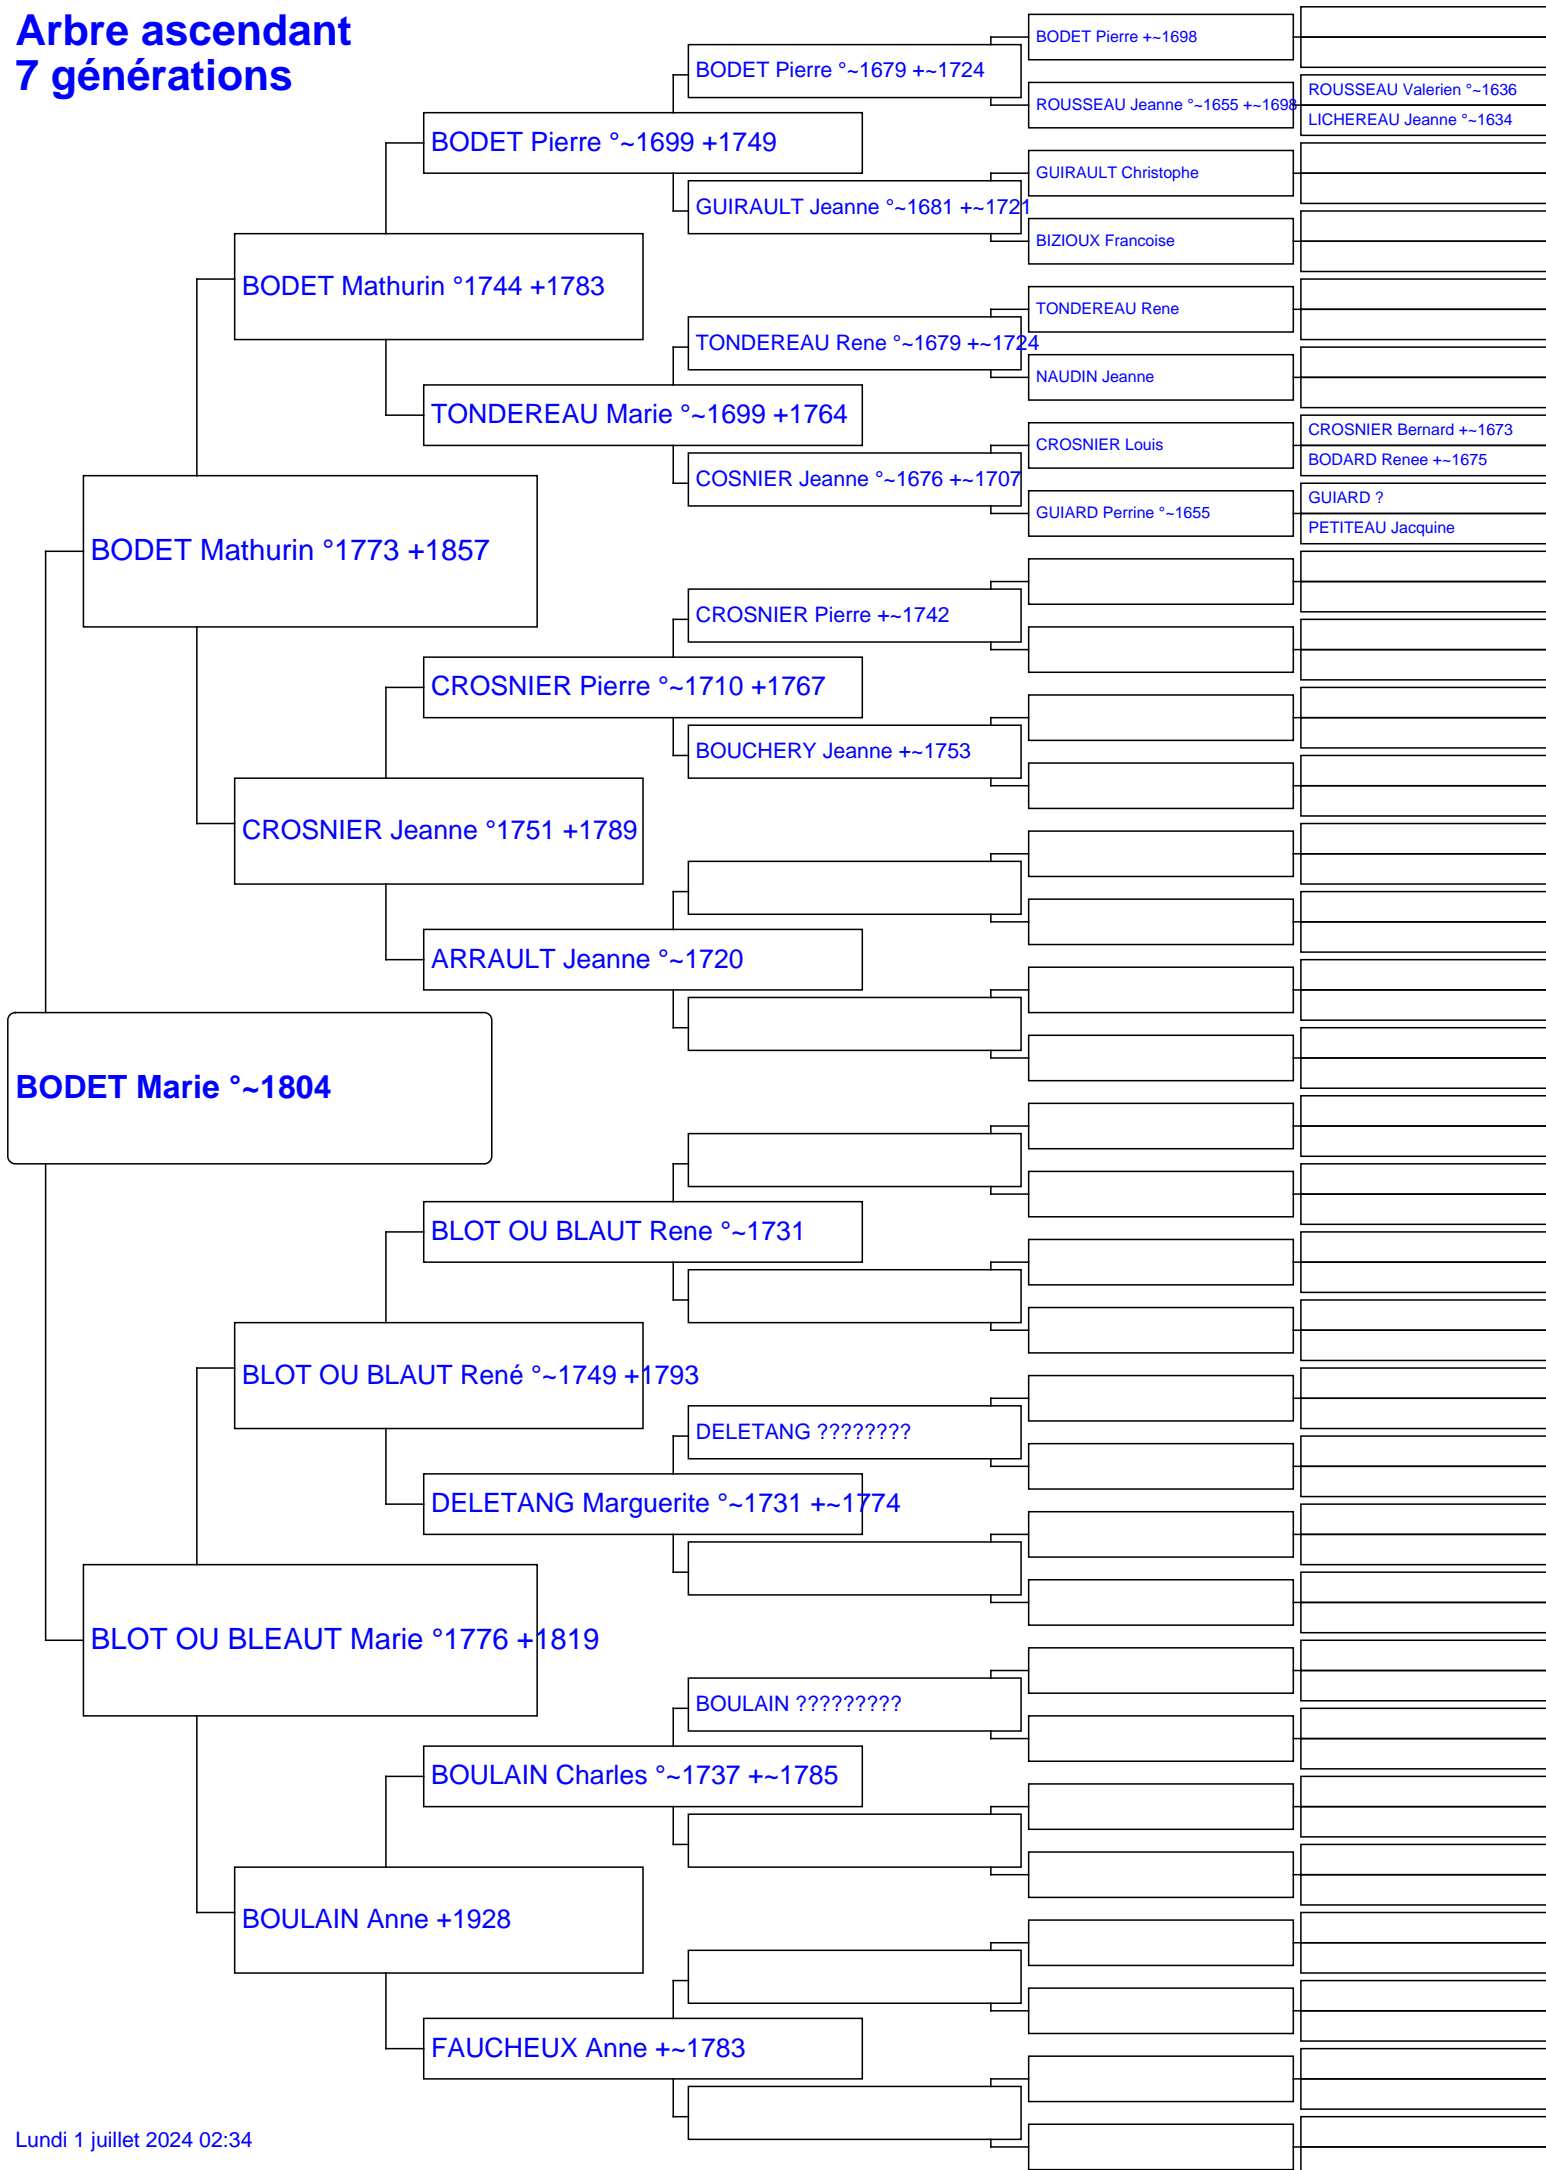 Arbre ascendant
7 générations
BODET Pierre +~1698
BODET Pierre °~1679 +~1724
ROUSSEAU Valerien °~1636
ROUSSEAU Jeanne °~1655 +~1698
LICHEREAU Jeanne °~1634
BODET Pierre °~1699 +1749
GUIRAULT Christophe
GUIRAULT Jeanne °~1681 +~1721
BIZIOUX Francoise
BODET Mathurin °1744 +1783
TONDEREAU Rene
TONDEREAU Rene °~1679 +~1724
NAUDIN Jeanne
TONDEREAU Marie °~1699 +1764
CROSNIER Bernard +~1673
CROSNIER Louis
BODARD Renee +~1675
COSNIER Jeanne °~1676 +~1707
GUIARD ?
GUIARD Perrine °~1655
PETITEAU Jacquine
BODET Mathurin °1773 +1857
CROSNIER Pierre +~1742
CROSNIER Pierre °~1710 +1767
BOUCHERY Jeanne +~1753
CROSNIER Jeanne °1751 +1789
ARRAULT Jeanne °~1720
BODET Marie °~1804
BLOT OU BLAUT Rene °~1731
BLOT OU BLAUT René °~1749 +1793
DELETANG ????????
DELETANG Marguerite °~1731 +~1774
BLOT OU BLEAUT Marie °1776 +1819
BOULAIN ?????????
BOULAIN Charles °~1737 +~1785
BOULAIN Anne +1928
FAUCHEUX Anne +~1783
Lundi 1 juillet 2024 02:34